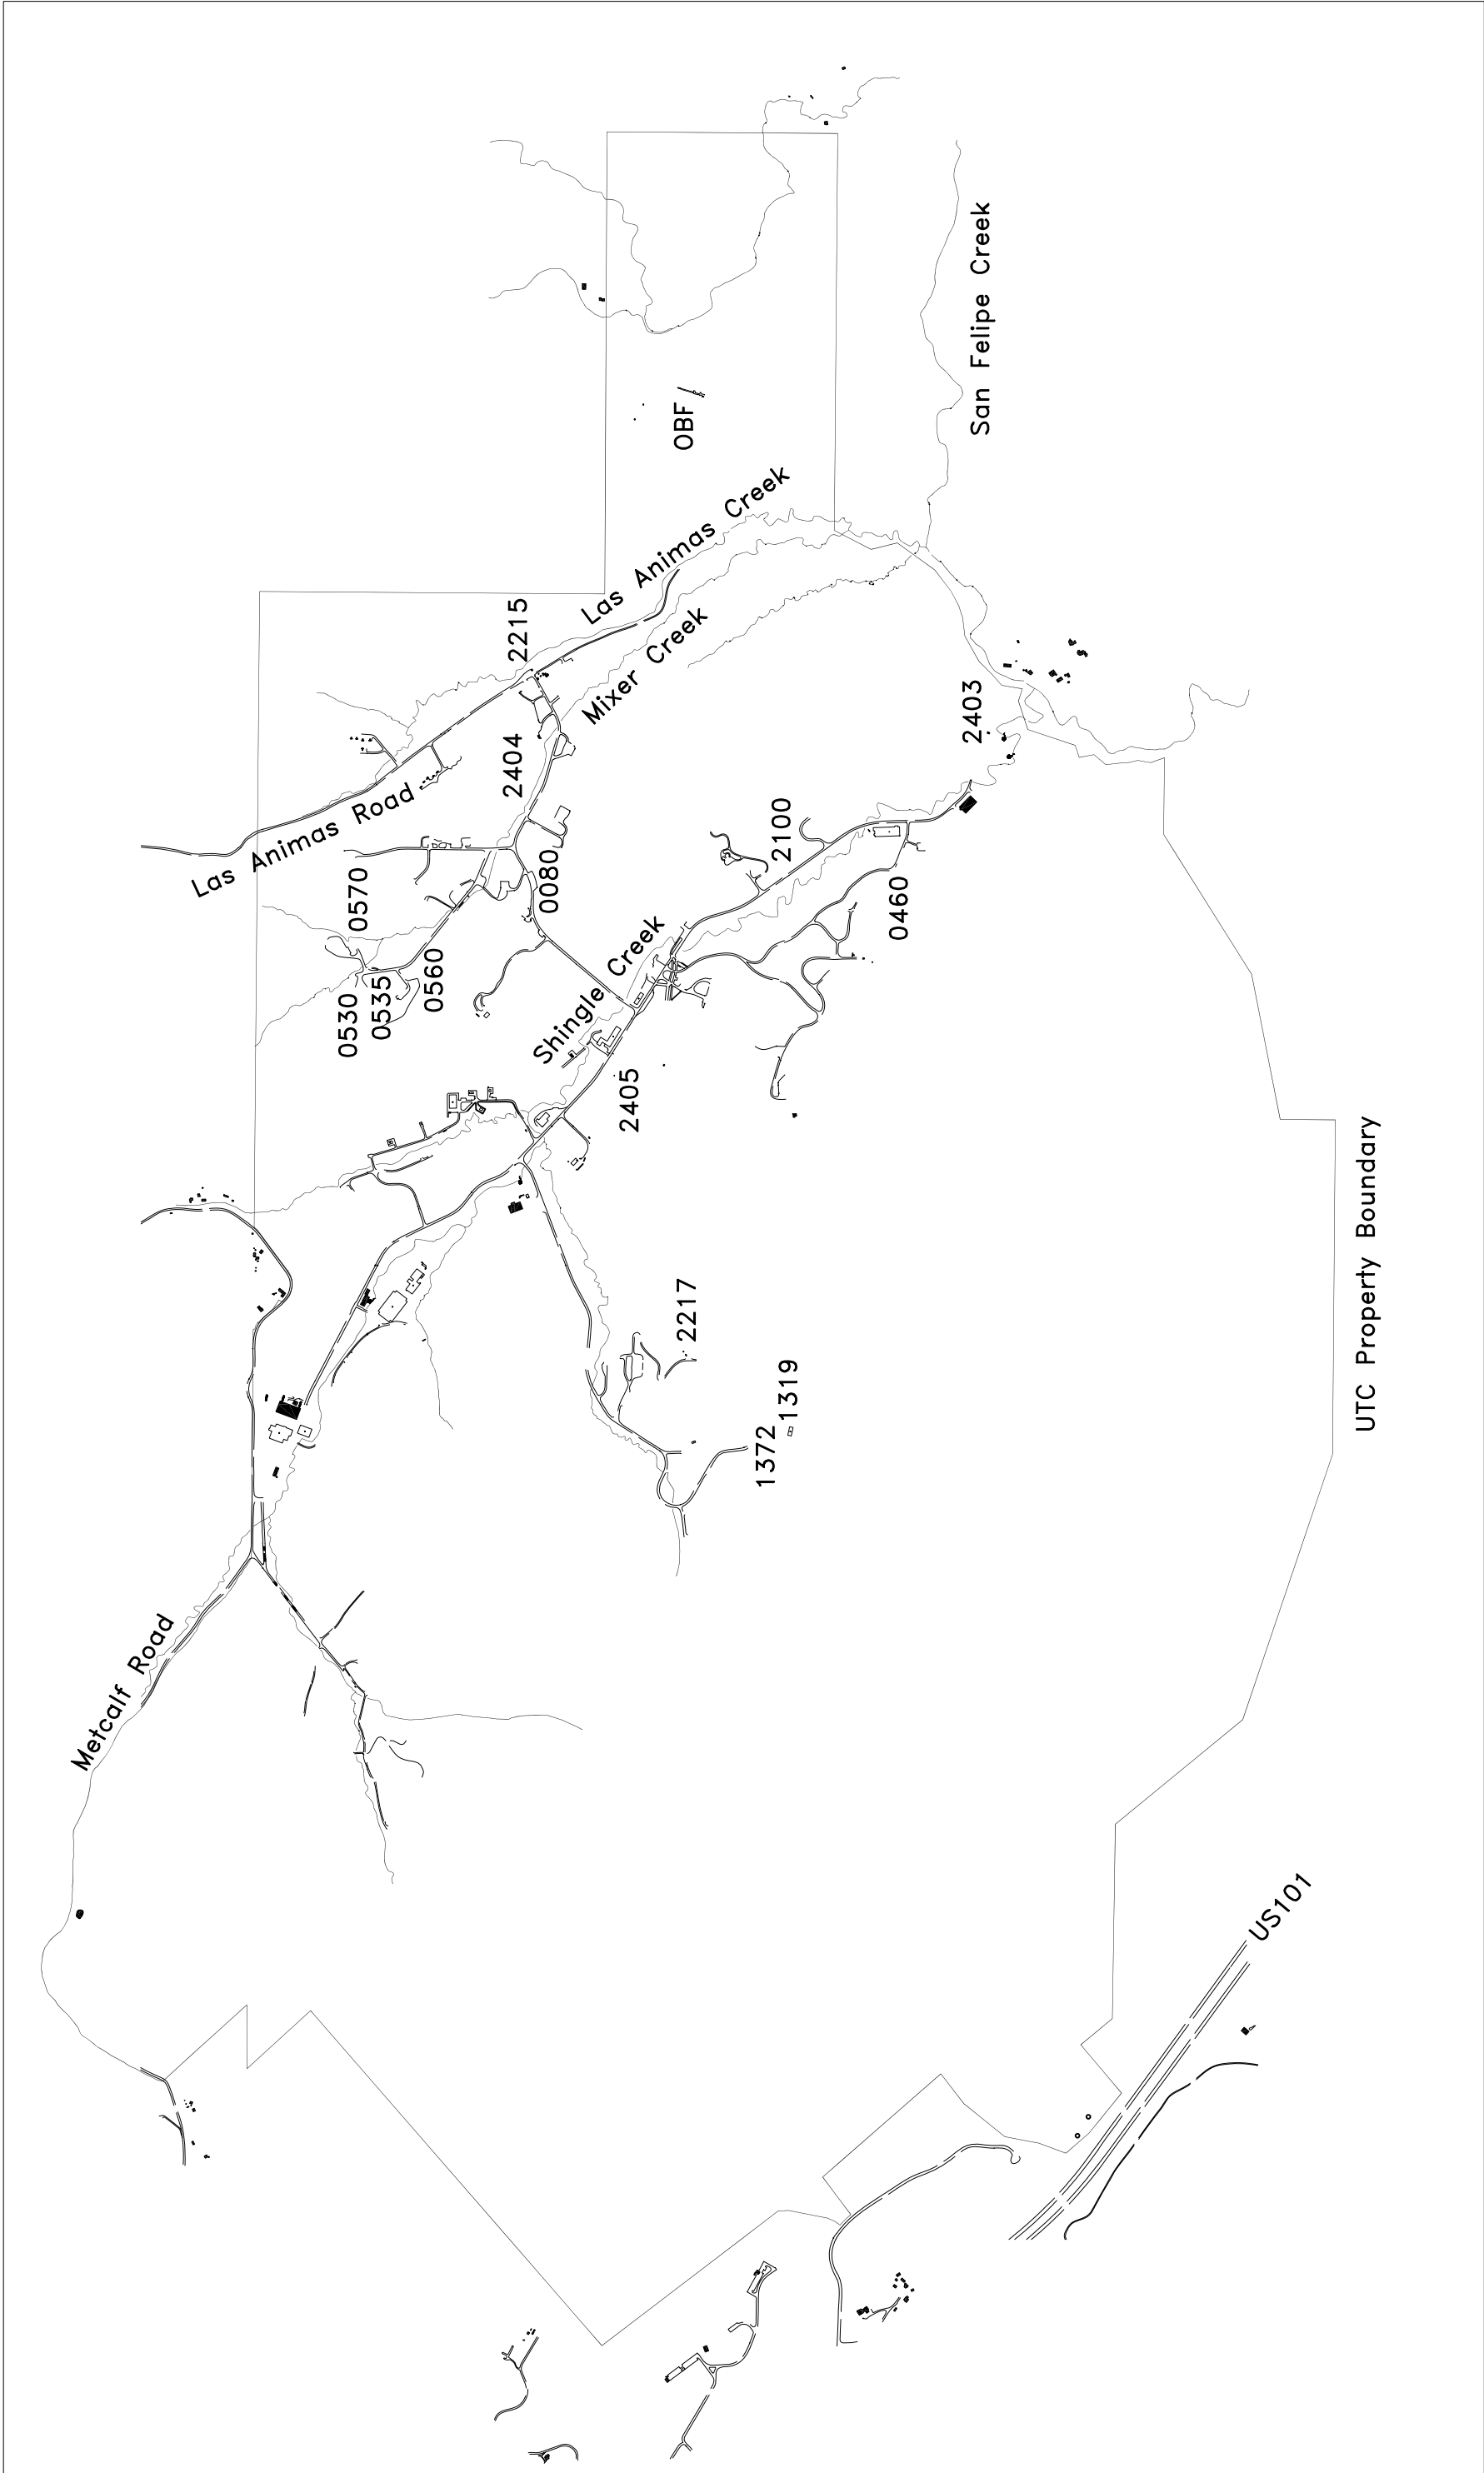 Metcalf Road
Las Animas Road
0570
0530
0535
0560
2215
2404
0080
Las Animas Creek
Mixer Creek
OBF
San Felipe Creek
Shingle Creek
2405
2100
2403
0460
2217
1319
1372
UTC Property Boundary
US101